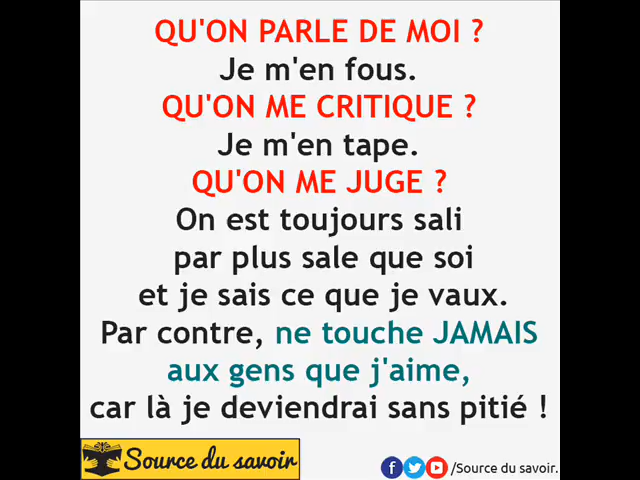 QU'ON PARLE DE MOI ?
Je m'en fous.
QU'ON ME CRITIQUE ?
Je m'en tape.
QU'ON ME JUGE ?
On est toujours sali
par plus sale que soi
et je sais ce que je vaux.
Par contre, ne touche JAMAIS
aux gens que j'aime,
car là je deviendrai sans pitié !
Source du savoir
/Source du savoir.